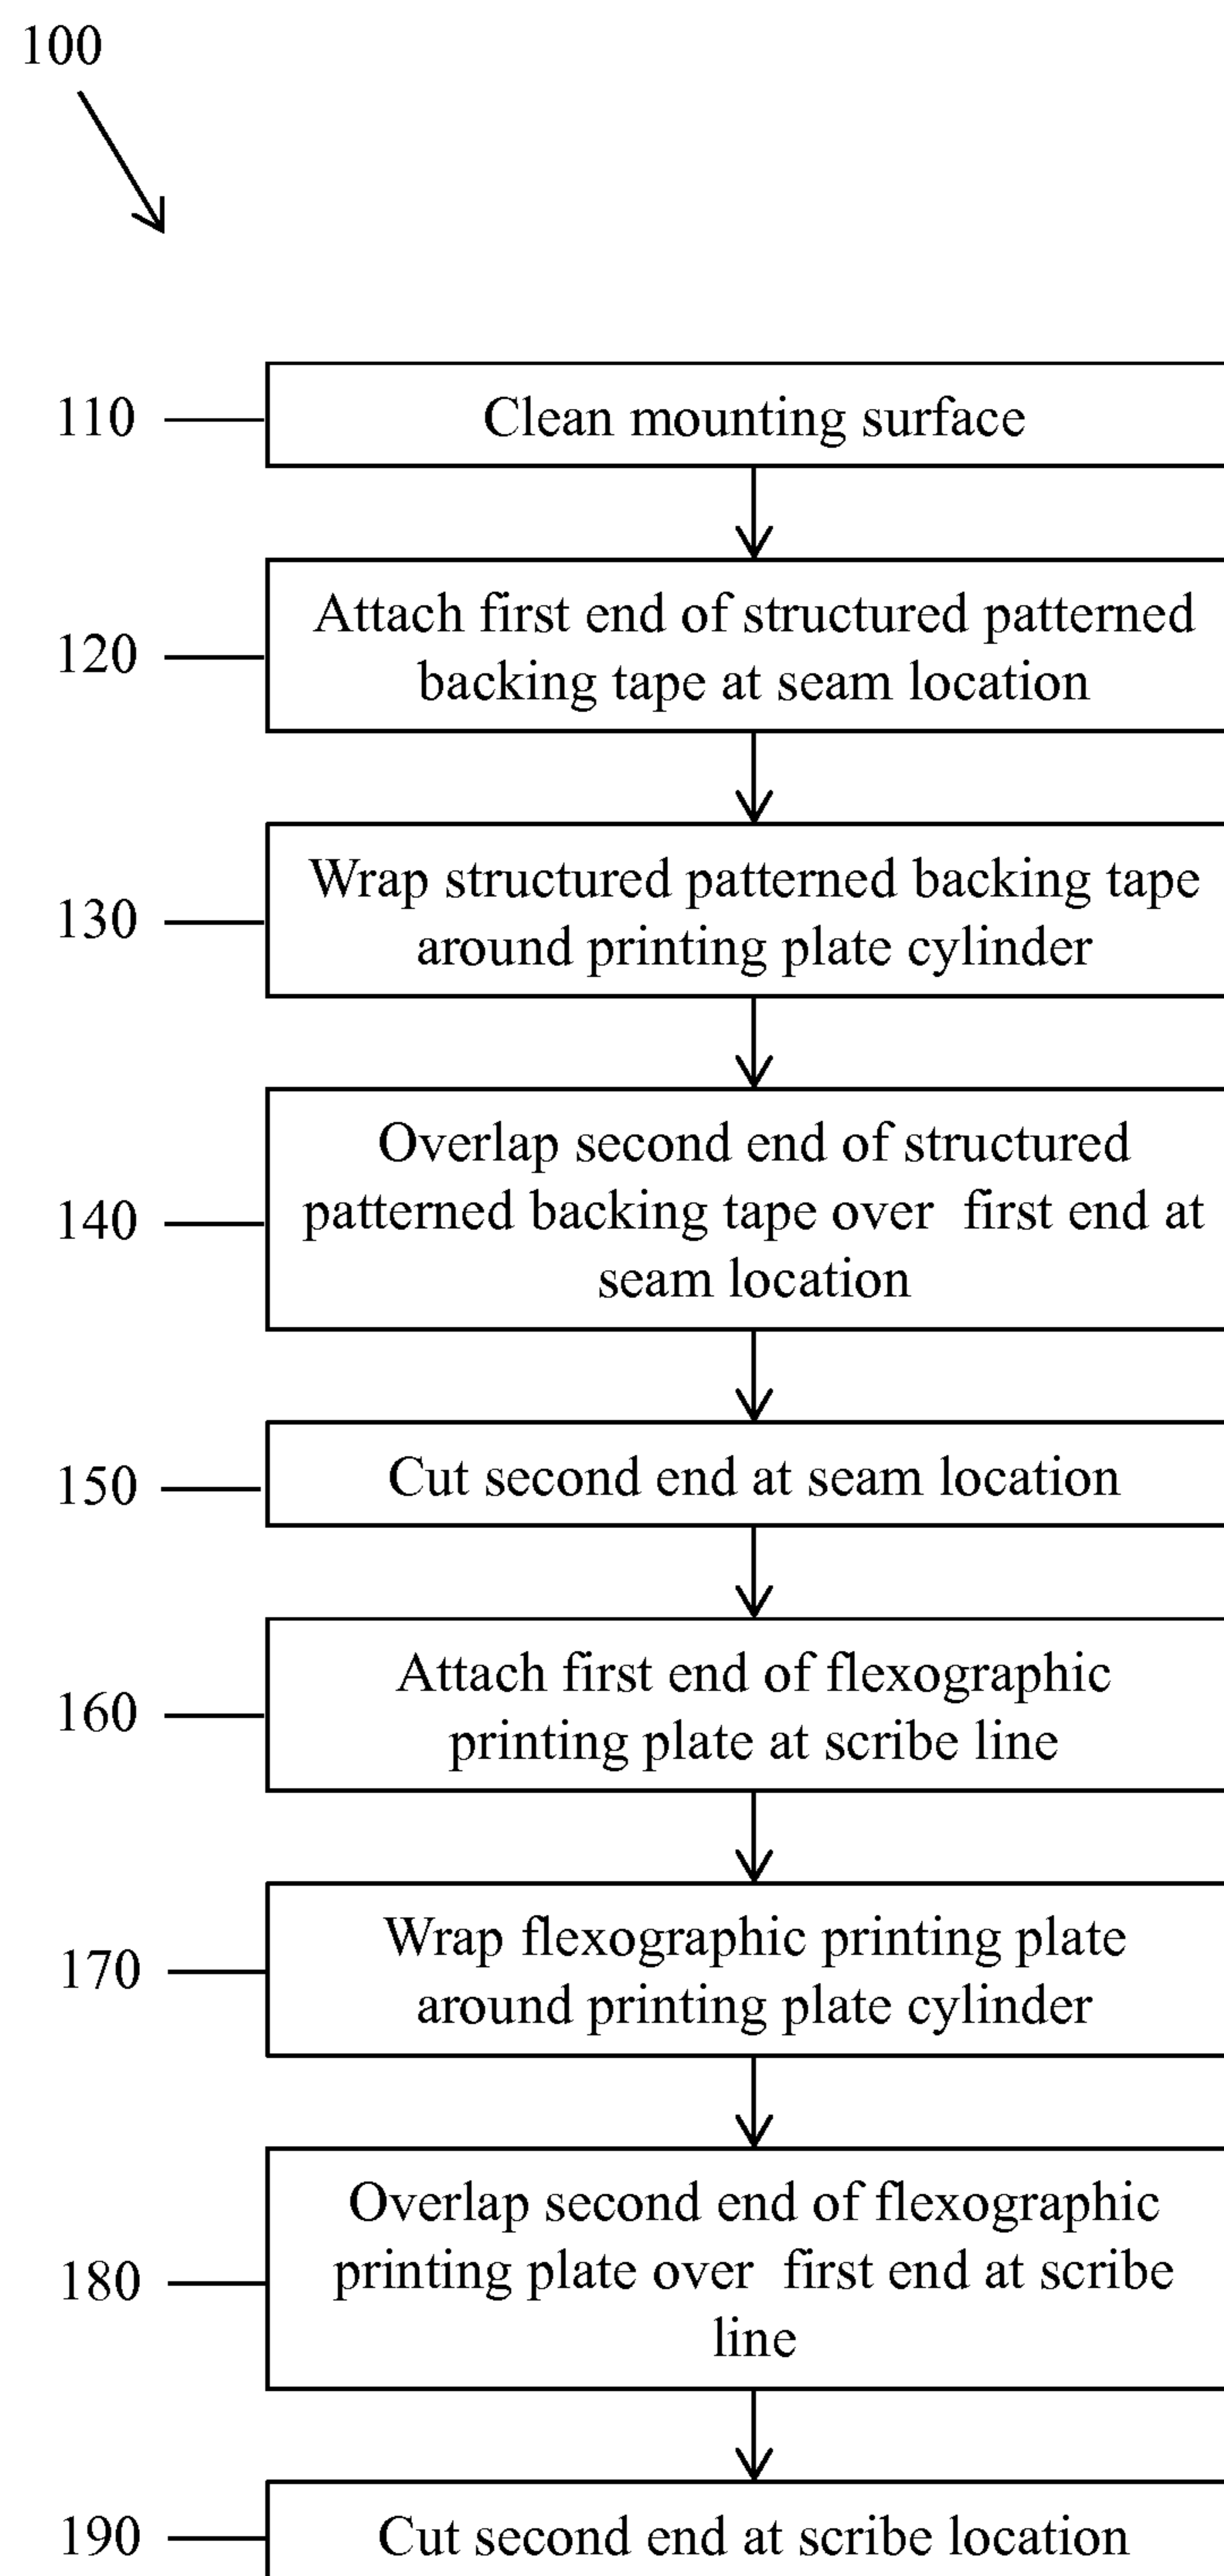 100
110
Clean mounting surface
120
Attach first end of structured patterned
backing tape at seam location
130
Wrap structured patterned backing tape
around printing plate cylinder
140
Overlap second end of structured
patterned backing tape over first end at
seam location
150
Cut second end at seam location
160
Attach first end of flexographic
printing plate at scribe line
170
Wrap flexographic printing plate
around printing plate cylinder
180
Overlap second end of flexographic
printing plate over first end at scribe
line
190
Cut second end at scribe location